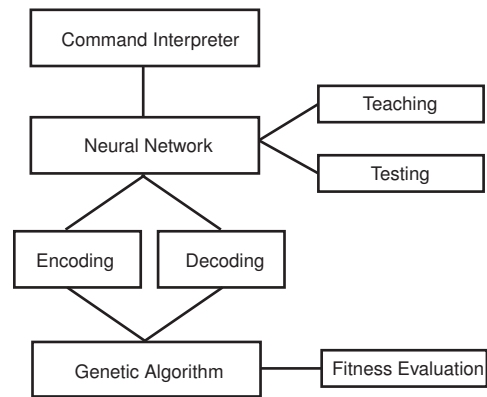 Command Interpreter
Teaching
Neural Network
Testing
Encoding
Decoding
Genetic Algorithm
Fitness Evaluation